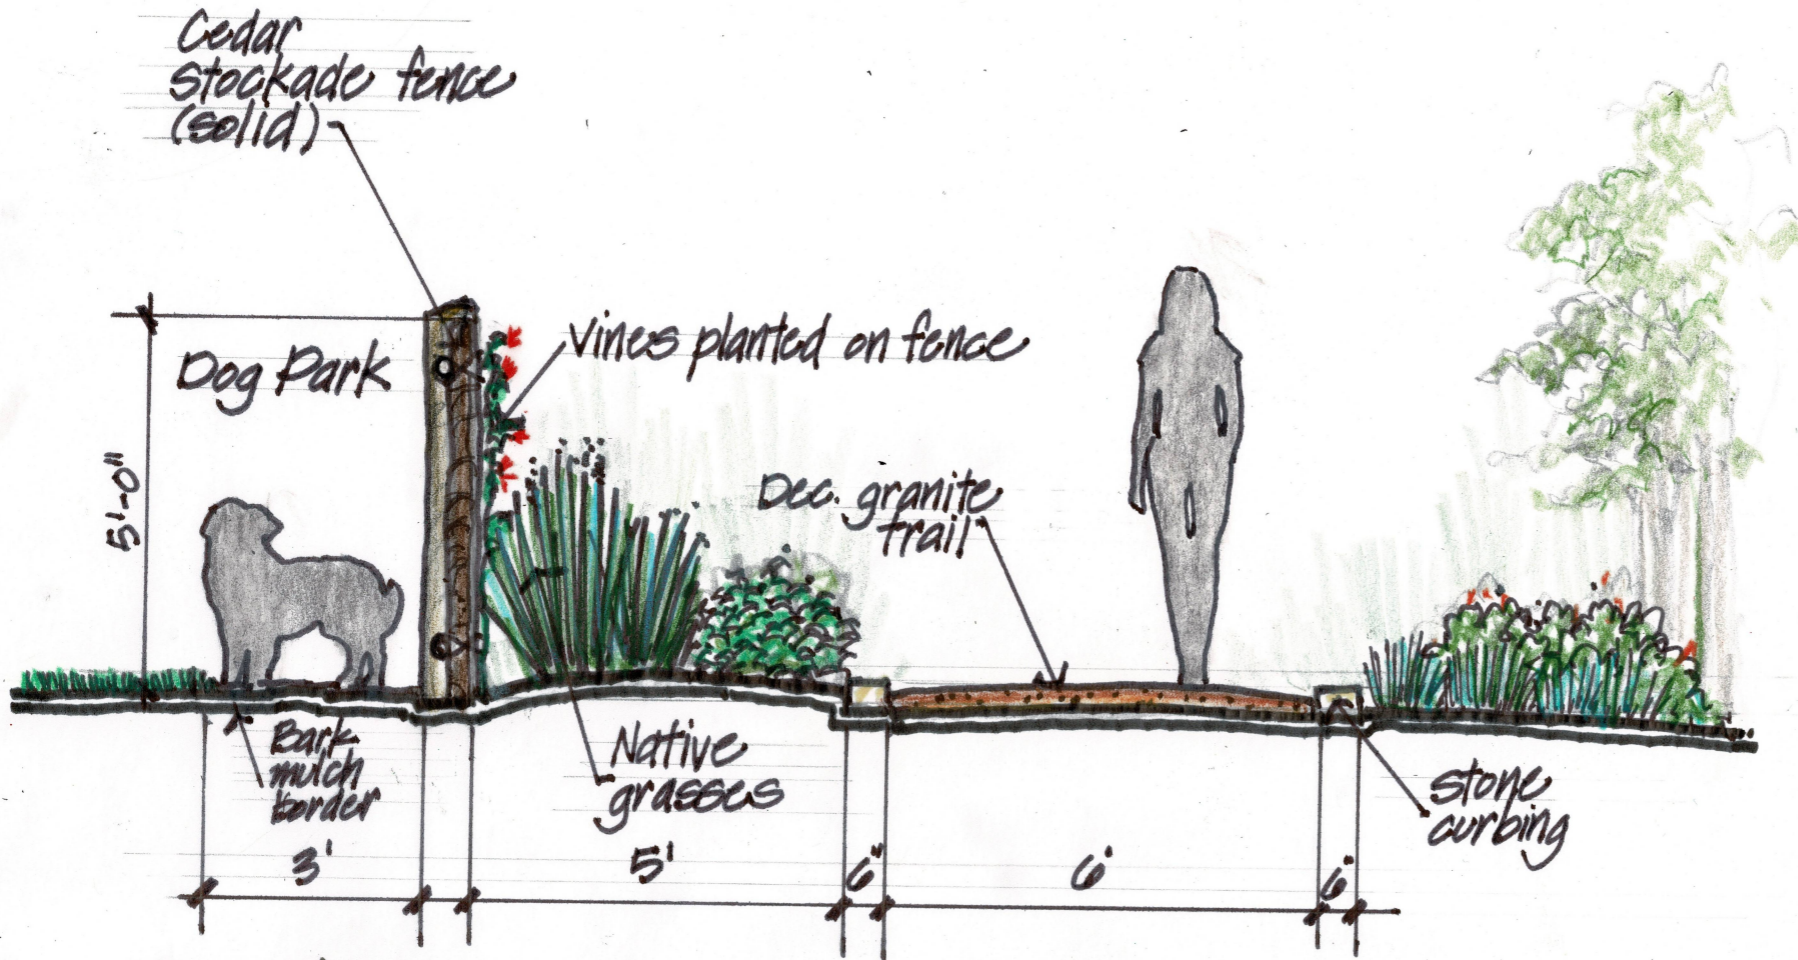 Cedar
stockade fence
(solid)
Vines planted on fence
Dog Park
5'-0"
Dec. granite
trail
Bark
mulch
border
Native
grasses
stone
curbing
3'
5'
6"
6'
6"